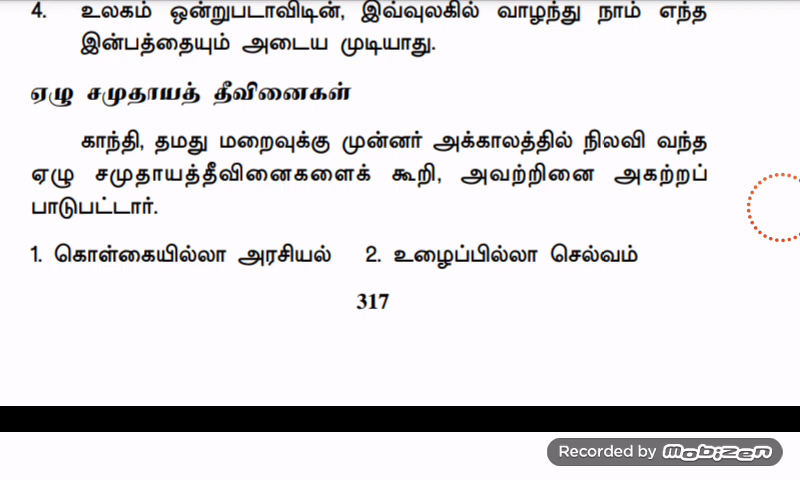 4. உலகம் ஒன்றுபடாவிடின், இவ்வுலகில் வாழந்து நாம் எந்த
இன்பத்தையும் அடைய முடியாது.
ஏழு சமுதாயத் தீவினைகள்
காந்தி, தமது மறைவுக்கு முன்னர் அக்காலத்தில் நிலவி வந்த
ஏழு சமுதாயத்தீவினைகளைக் கூறி, அவற்றினை அகற்றப்
பாடுபட்டார்.
1. கொள்கையில்லா அரசியல் 2. உழைப்பில்லா செல்வம்
317
Recorded by mobizen